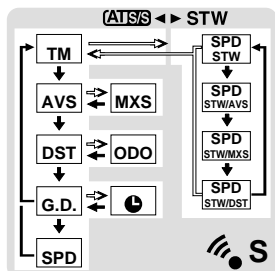 ATS/S ◄► STW
TM
SPD
STW
AVS
MXS
SPD
STW/AVS
DST
ODO
SPD
STW/MXS
G.D.
SPD
STW/DST
SPD
S